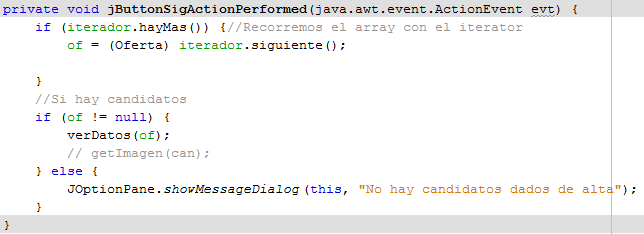 private void jButtonSigActionPerformed(java.awt.event.ActionEvent evt) {
if (iterador.hayMas()) {//Recorremos el array con el iterator
of = (Oferta) iterador.siguiente();
}
//Si hay candidatos
if (of != null) {
verDatos(of);
// getImagen(can);
} else {
JOptionPane.showMessageDialog(this, "No hay candidatos dados de alta");
}
}